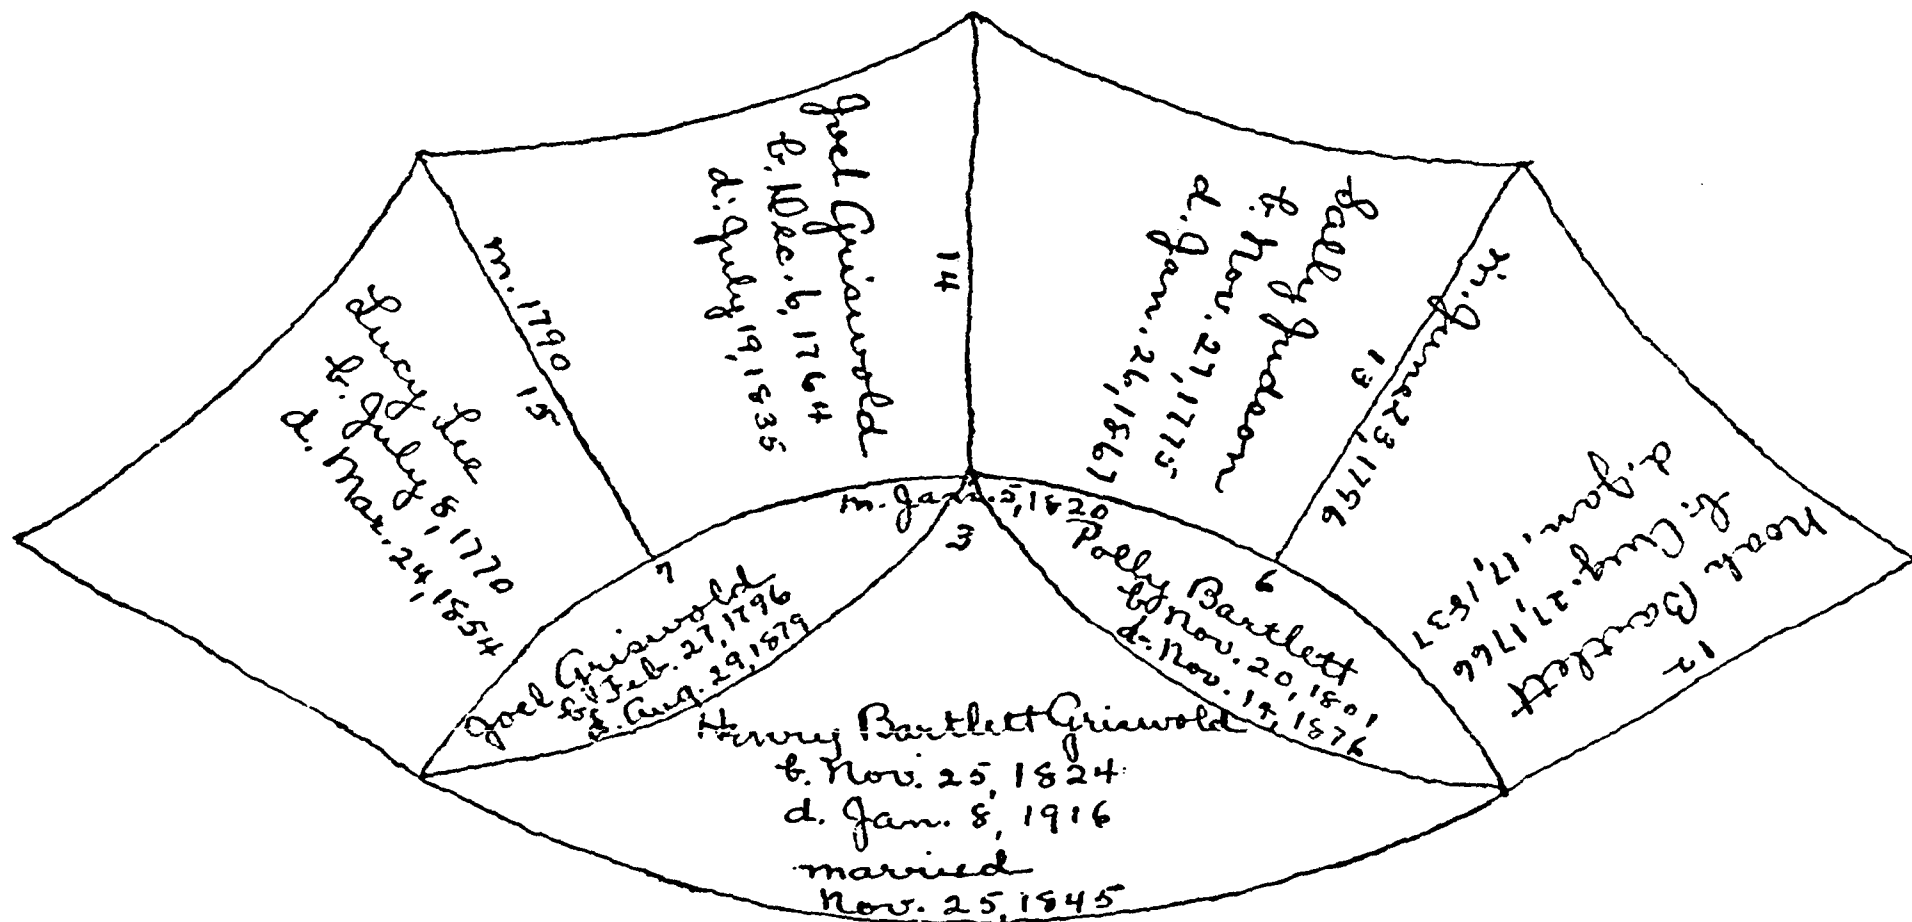 Joel Griswold
b. Dec. 6, 1764
d. July 19, 1835
14
Sally Judson
b. Nov. 27, 1775
d. Jan. 26, 1867
m. 1790
15
Lucy Lee
b. July 8, 1770
d. Mar. 24, 1854
m. June 23, 1796
13
Noah Bartlett
b. Aug. 27, 1766
d. Jan. 17, 1837
12
m. Jan. 5, 1820
3
7
Joel Griswold
b. Feb. 27, 1796
d. Aug. 29, 1879
6
Polly Bartlett
b. Nov. 20, 1801
d. Nov. 1876
Henry Bartlett Griswold
b. Nov. 25, 1824
d. Jan. 8, 1916
married
Nov. 25, 1845